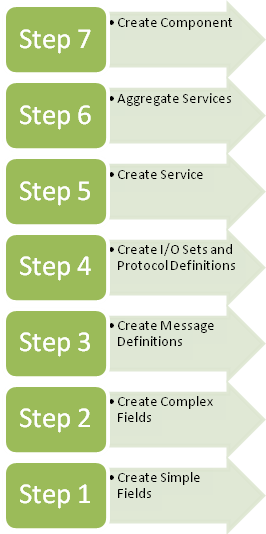 Step 7
• Create Component
Step 6
• Aggregate Services
Step 5
• Create Service
Step 4
• Create I/O Sets and
Protocol Definitions
Step 3
• Create Message
Definitions
Step 2
• Create Complex
Fields
Step 1
• Create Simple
Fields